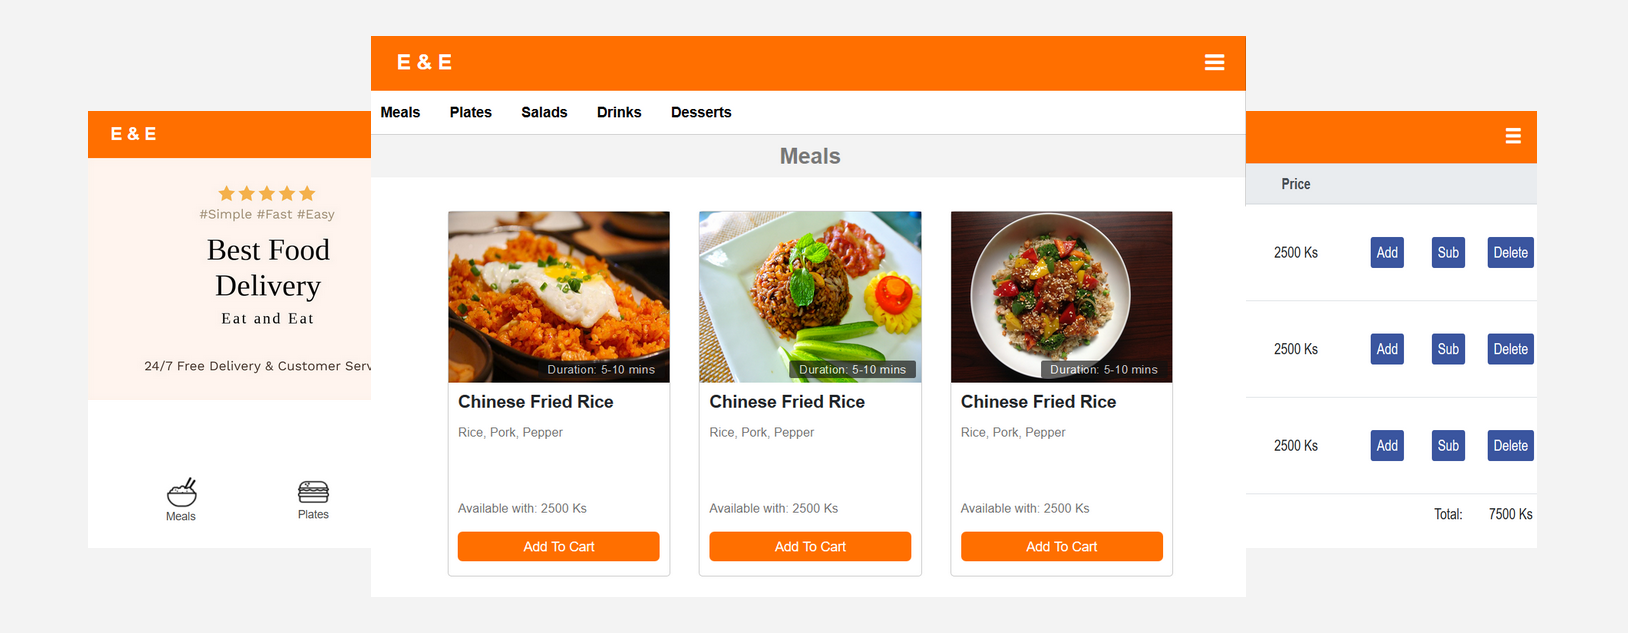 E & E
#Simple #Fast #Easy
Best Food
Delivery
Eat and Eat
24/7 Free Delivery & Customer Serv
Meals Plates
E & E
Meals Plates Salads Drinks Desserts
Meals
Duration: 5-10 mins Duration: 5-10 mins Duration: 5-10 mins
Chinese Fried Rice Chinese Fried Rice Chinese Fried Rice
Rice, Pork, Pepper Rice, Pork, Pepper Rice, Pork, Pepper
Available with: 2500 Ks Available with: 2500 Ks Available with: 2500 Ks
Add To Cart Add To Cart Add To Cart
Price
2500 Ks Add Sub Delete
2500 Ks Add Sub Delete
2500 Ks Add Sub Delete
Total: 7500 Ks